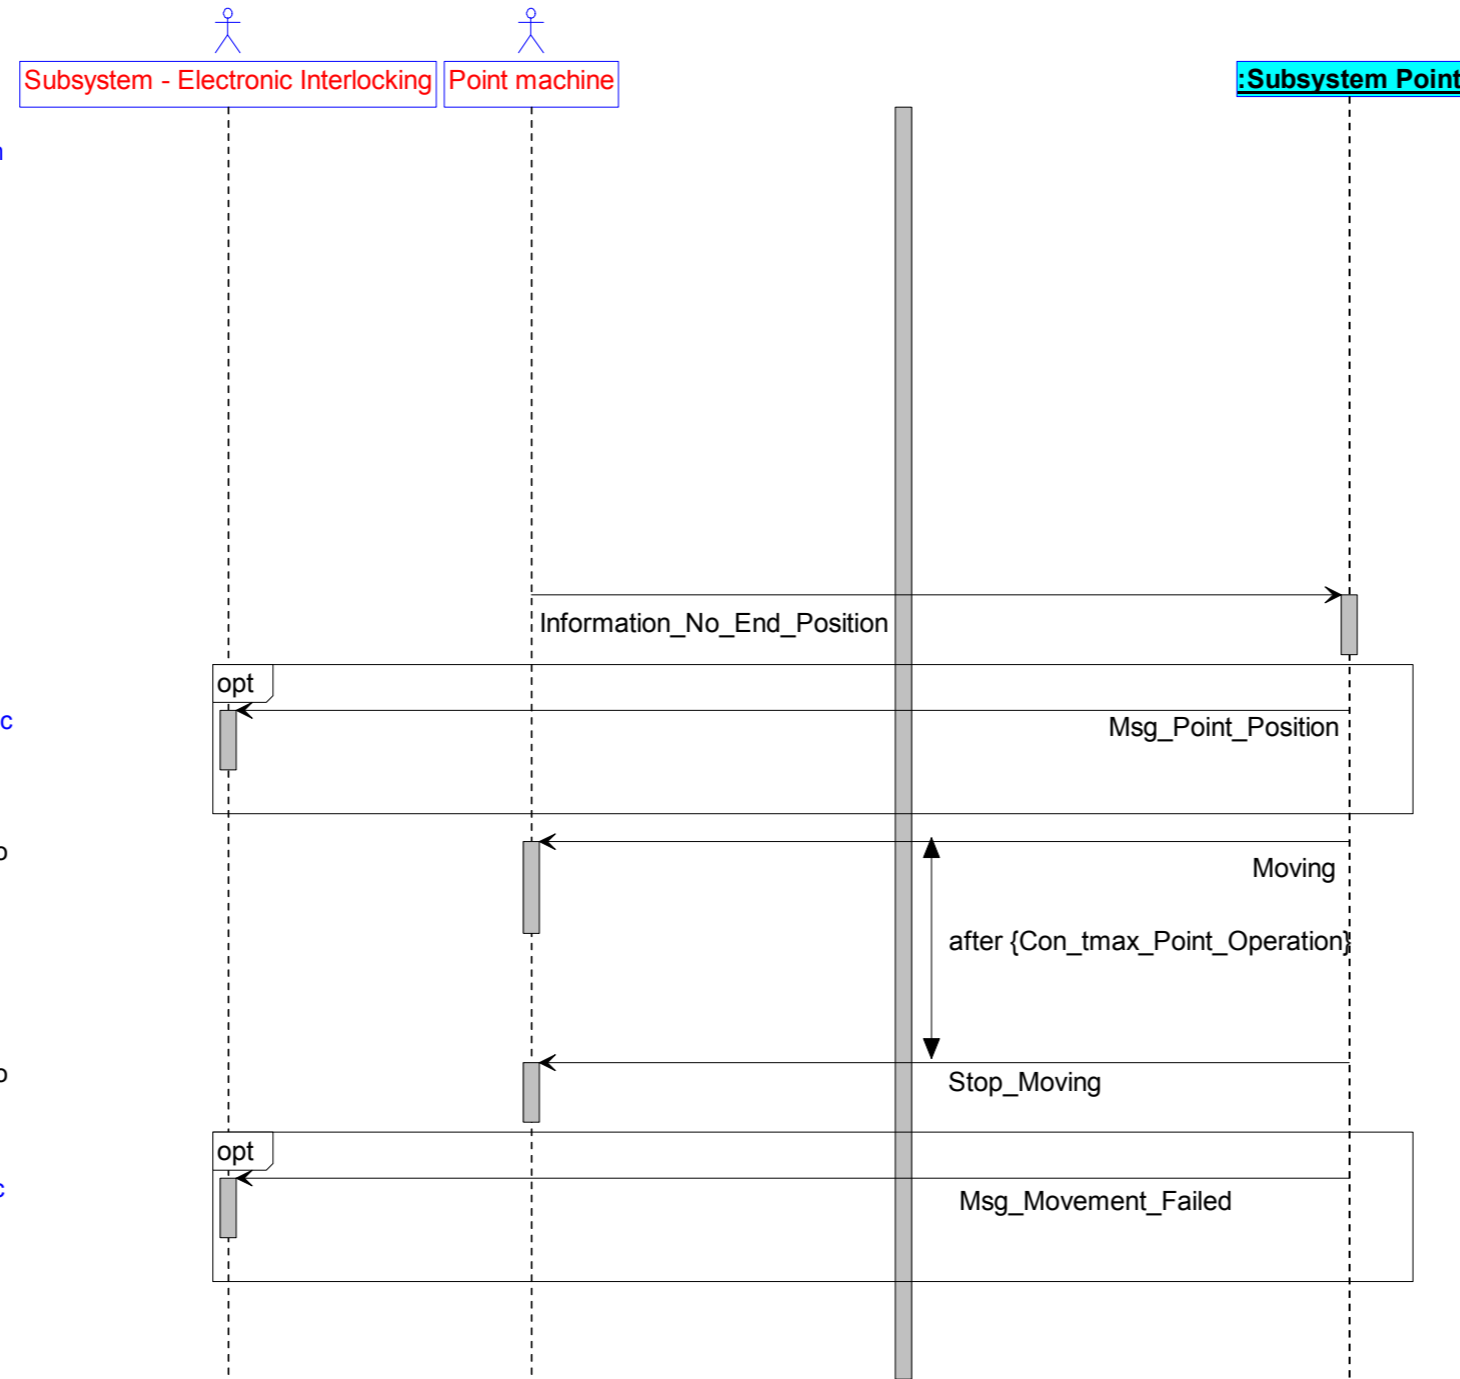 Subsystem - Electronic Interlocking
Point machine
:Subsystem Point
Information_No_End_Position
opt
c
Msg_Point_Position
o
Moving
after {Con_tmax_Point_Operation}
o
Stop_Moving
opt
c
Msg_Movement_Failed